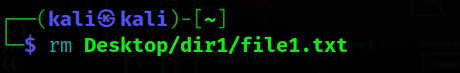 ┌──(kali㉿kali)-[~]
└─$ rm Desktop/dir1/file1.txt